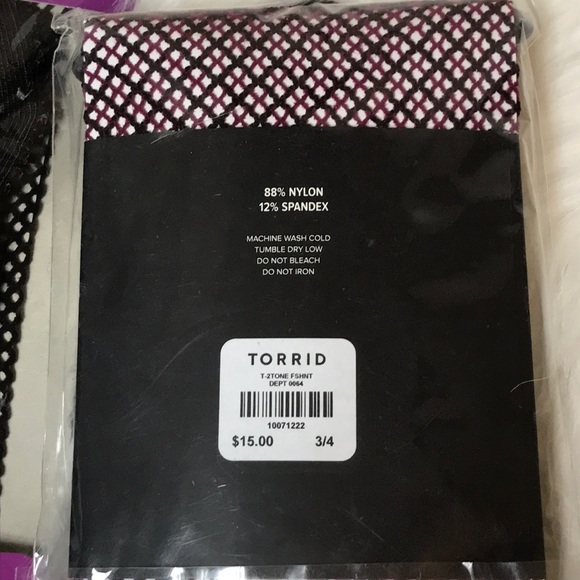 88% NYLON
12% SPANDEX
MACHINE WASH COLD
TUMBLE DRY LOW
DO NOT BLEACH
DO NOT IRON
TORRID
T-2TONE FSHNT
DEPT 0064
10071222
$15.00 3/4